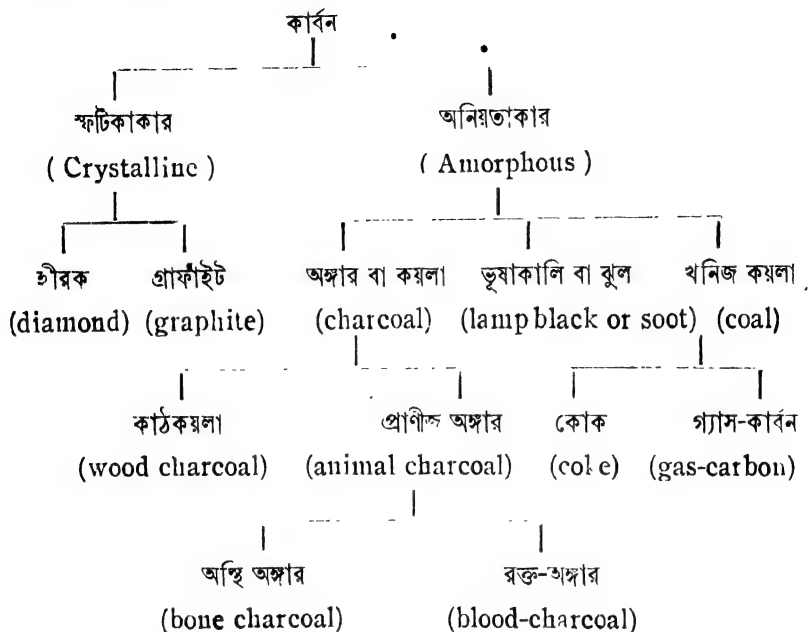 কার্বন
স্ফটিকাকার অনিয়তাকার
( Crystalline ) ( Amorphous )
হীরক গ্রাফাইট অঙ্গার বা কয়লা ভূষাকালি বা ঝুল খনিজ কয়লা
(diamond) (graphite) (charcoal) (lamp black or soot) (coal)
কাঠকয়লা প্রাণীজ অঙ্গার কোক গ্যাস-কার্বন
(wood charcoal) (animal charcoal) (coke) (gas-carbon)
অস্থি অঙ্গার রক্ত-অঙ্গার
(bone charcoal) (blood-charcoal)